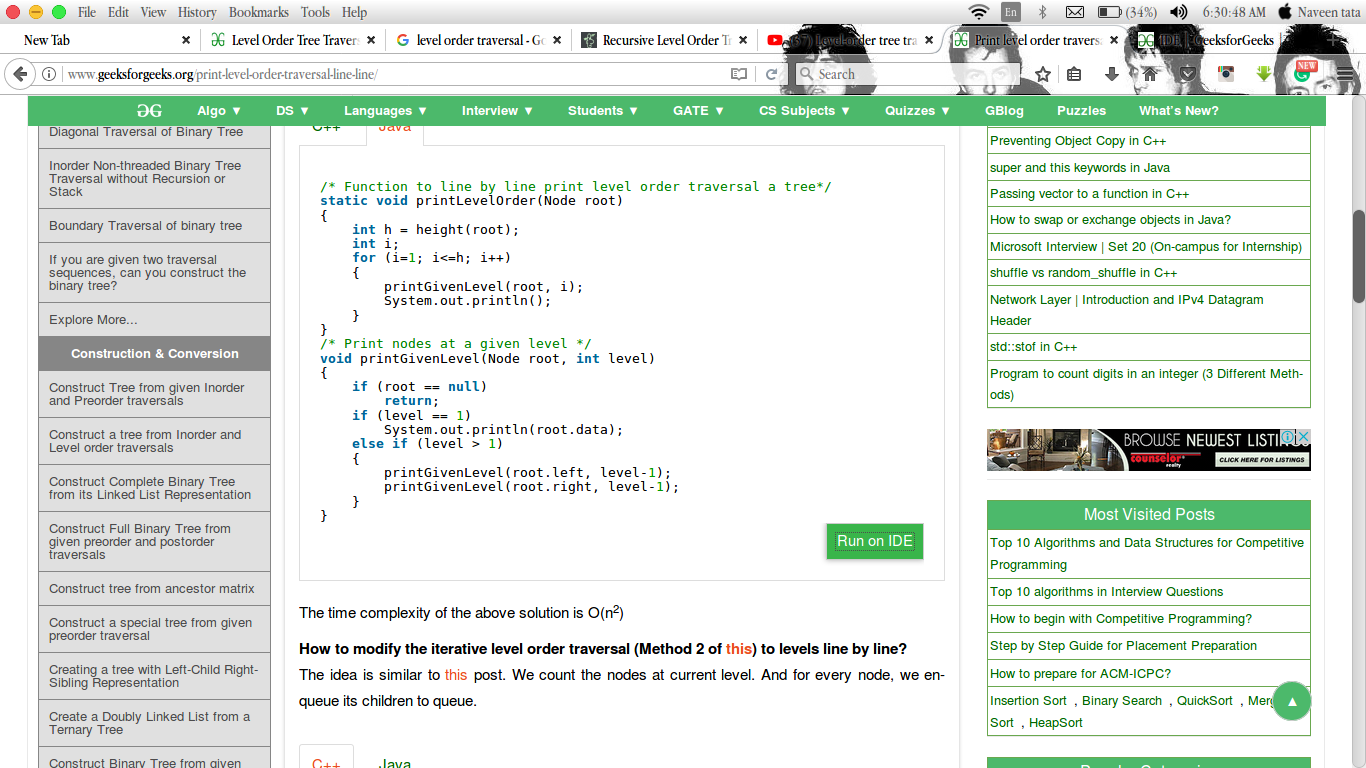 File Edit View History Bookmarks Tools Help
En (34%) 6:30:48 AM Naveen tata
New Tab
Level Order Tree Traver
level order traversal - G
Recursive Level Order T
Level-order tree tra
Print level order travers
IDE | GeeksforGeeks
www.geeksforgeeks.org/print-level-order-traversal-line-line/
Search
NEW
Algo ▼ DS ▼ Languages ▼ Interview ▼ Students ▼ GATE ▼ CS Subjects ▼ Quizzes ▼ GBlog Puzzles What's New?
Diagonal Traversal of Binary Tree
Inorder Non-threaded Binary Tree
Traversal without Recursion or
Stack
Boundary Traversal of binary tree
If you are given two traversal
sequences, can you construct the
binary tree?
Explore More...
Construction & Conversion
Construct Tree from given Inorder
and Preorder traversals
Construct a tree from Inorder and
Level order traversals
Construct Complete Binary Tree
from its Linked List Representation
Construct Full Binary Tree from
given preorder and postorder
traversals
Construct tree from ancestor matrix
Construct a special tree from given
preorder traversal
Creating a tree with Left-Child Right-
Sibling Representation
Create a Doubly Linked List from a
Ternary Tree
Construct Binary Tree from given
C++ Java
/* Function to line by line print level order traversal a tree*/
static void printLevelOrder(Node root)
{
int h = height(root);
int i;
for (i=1; i<=h; i++)
{
printGivenLevel(root, i);
System.out.println();
}
}
/* Print nodes at a given level */
void printGivenLevel(Node root, int level)
{
if (root == null)
return;
if (level == 1)
System.out.println(root.data);
else if (level > 1)
{
printGivenLevel(root.left, level-1);
printGivenLevel(root.right, level-1);
}
}
Run on IDE
The time complexity of the above solution is O(n²)
How to modify the iterative level order traversal (Method 2 of this) to levels line by line?
The idea is similar to this post. We count the nodes at current level. And for every node, we en-
queue its children to queue.
C++ Java
Preventing Object Copy in C++
super and this keywords in Java
Passing vector to a function in C++
How to swap or exchange objects in Java?
Microsoft Interview | Set 20 (On-campus for Internship)
shuffle vs random_shuffle in C++
Network Layer | Introduction and IPv4 Datagram
Header
std::stof in C++
Program to count digits in an integer (3 Different Meth-
ods)
BROWSE NEWEST LISTING
counselor realty
CLICK HERE FOR LISTINGS
Most Visited Posts
Top 10 Algorithms and Data Structures for Competitive
Programming
Top 10 algorithms in Interview Questions
How to begin with Competitive Programming?
Step by Step Guide for Placement Preparation
How to prepare for ACM-ICPC?
Insertion Sort , Binary Search , QuickSort , Mer
Sort , HeapSort